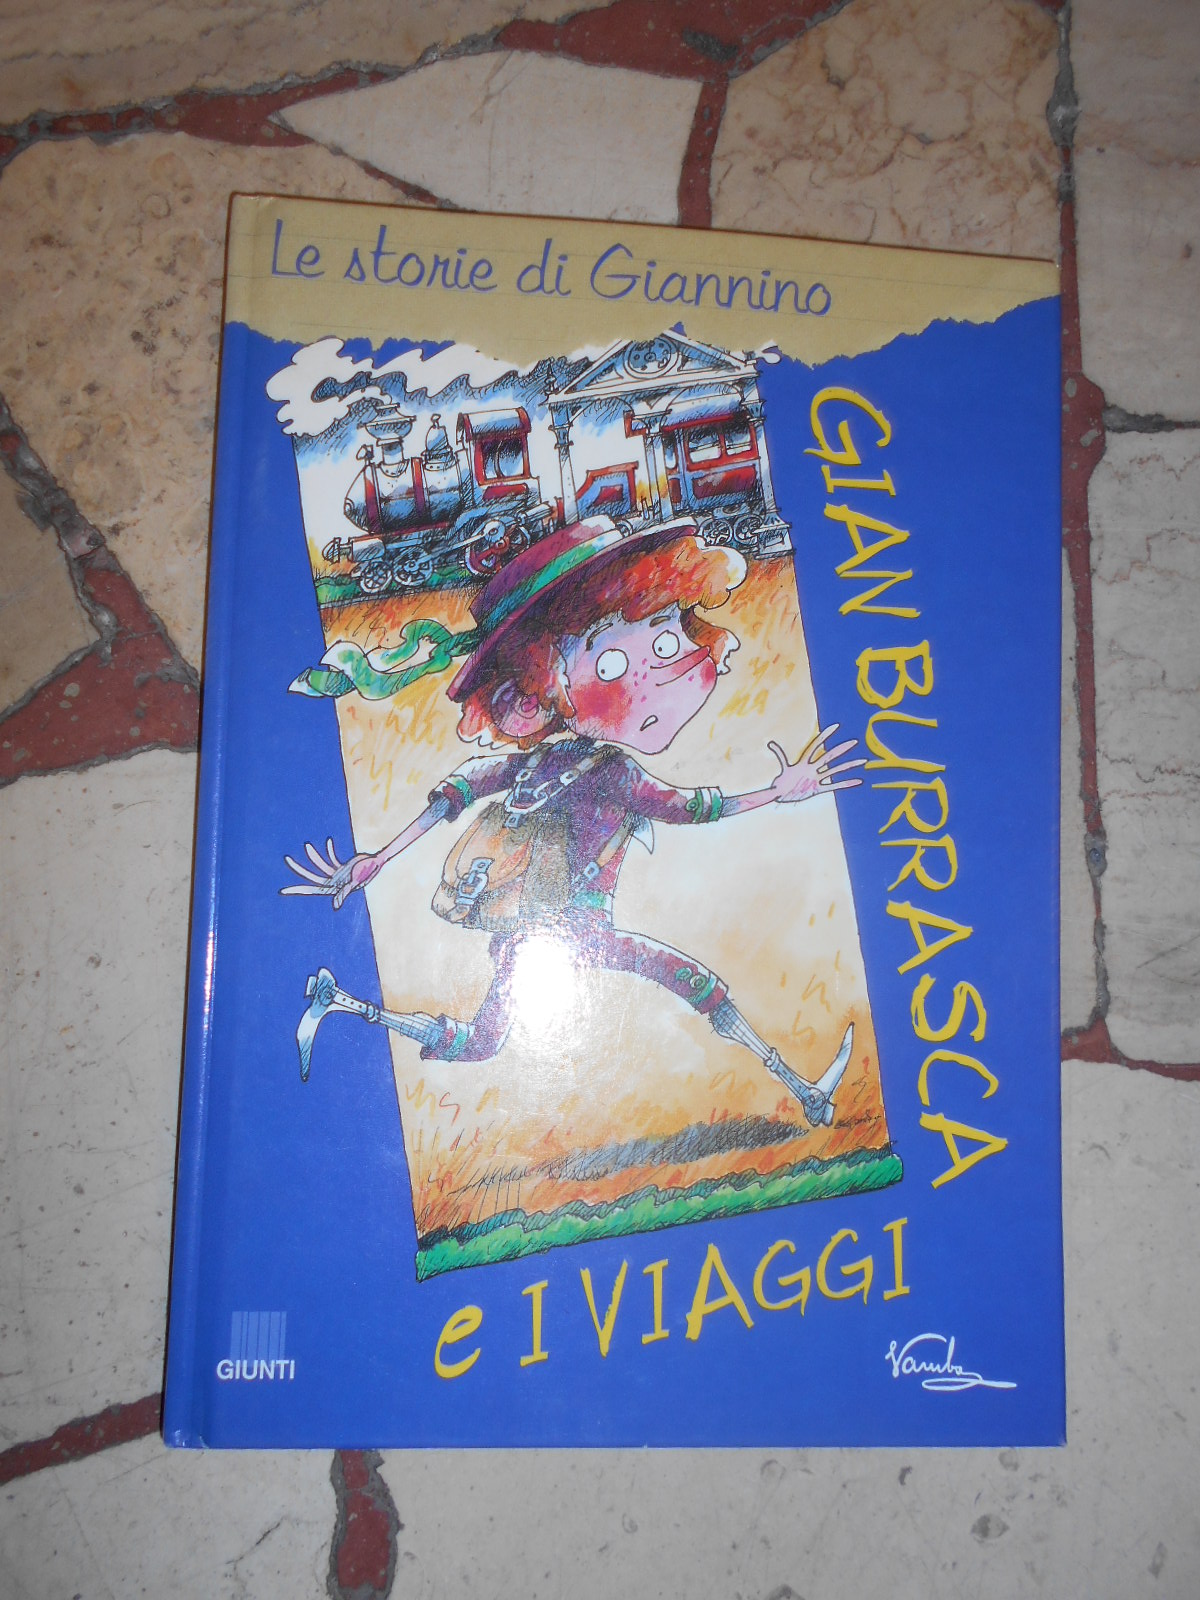 Le storie di Giannino
GIAN BURRASCA
e I VIAGGI
GIUNTI
Vamba